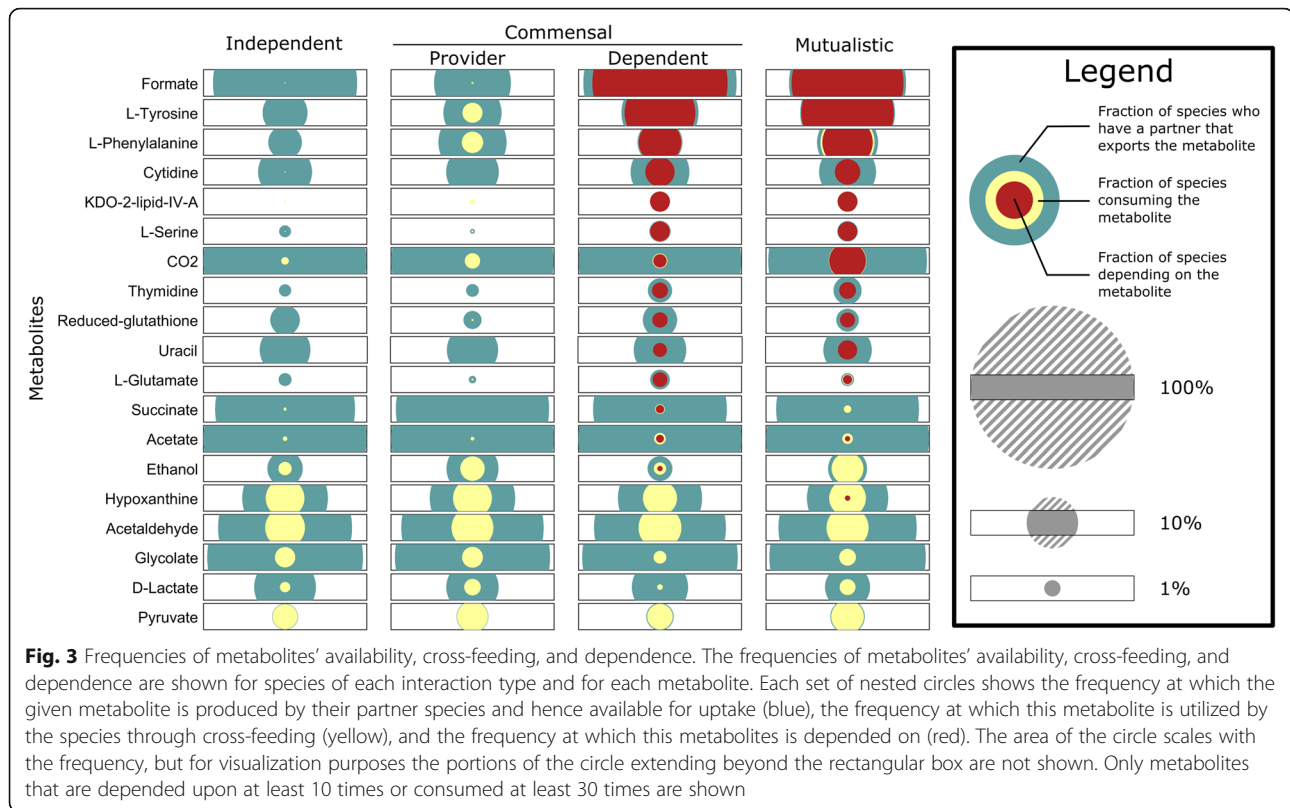 Commensal
Independent
Provider
Dependent
Mutualistic
Metabolites
Formate
L-Tyrosine
L-Phenylalanine
Cytidine
KDO-2-lipid-IV-A
L-Serine
CO2
Thymidine
Reduced-glutathione
Uracil
L-Glutamate
Succinate
Acetate
Ethanol
Hypoxanthine
Acetaldehyde
Glycolate
D-Lactate
Pyruvate
Legend
Fraction of species who
have a partner that
exports the metabolite
Fraction of species
consuming the
metabolite
Fraction of species
depending on the
metabolite
100%
10%
1%
Fig. 3 Frequencies of metabolites' availability, cross-feeding, and dependence. The frequencies of metabolites' availability, cross-feeding, and
dependence are shown for species of each interaction type and for each metabolite. Each set of nested circles shows the frequency at which the
given metabolite is produced by their partner species and hence available for uptake (blue), the frequency at which this metabolite is utilized by
the species through cross-feeding (yellow), and the frequency at which this metabolites is depended on (red). The area of the circle scales with
the frequency, but for visualization purposes the portions of the circle extending beyond the rectangular box are not shown. Only metabolites
that are depended upon at least 10 times or consumed at least 30 times are shown